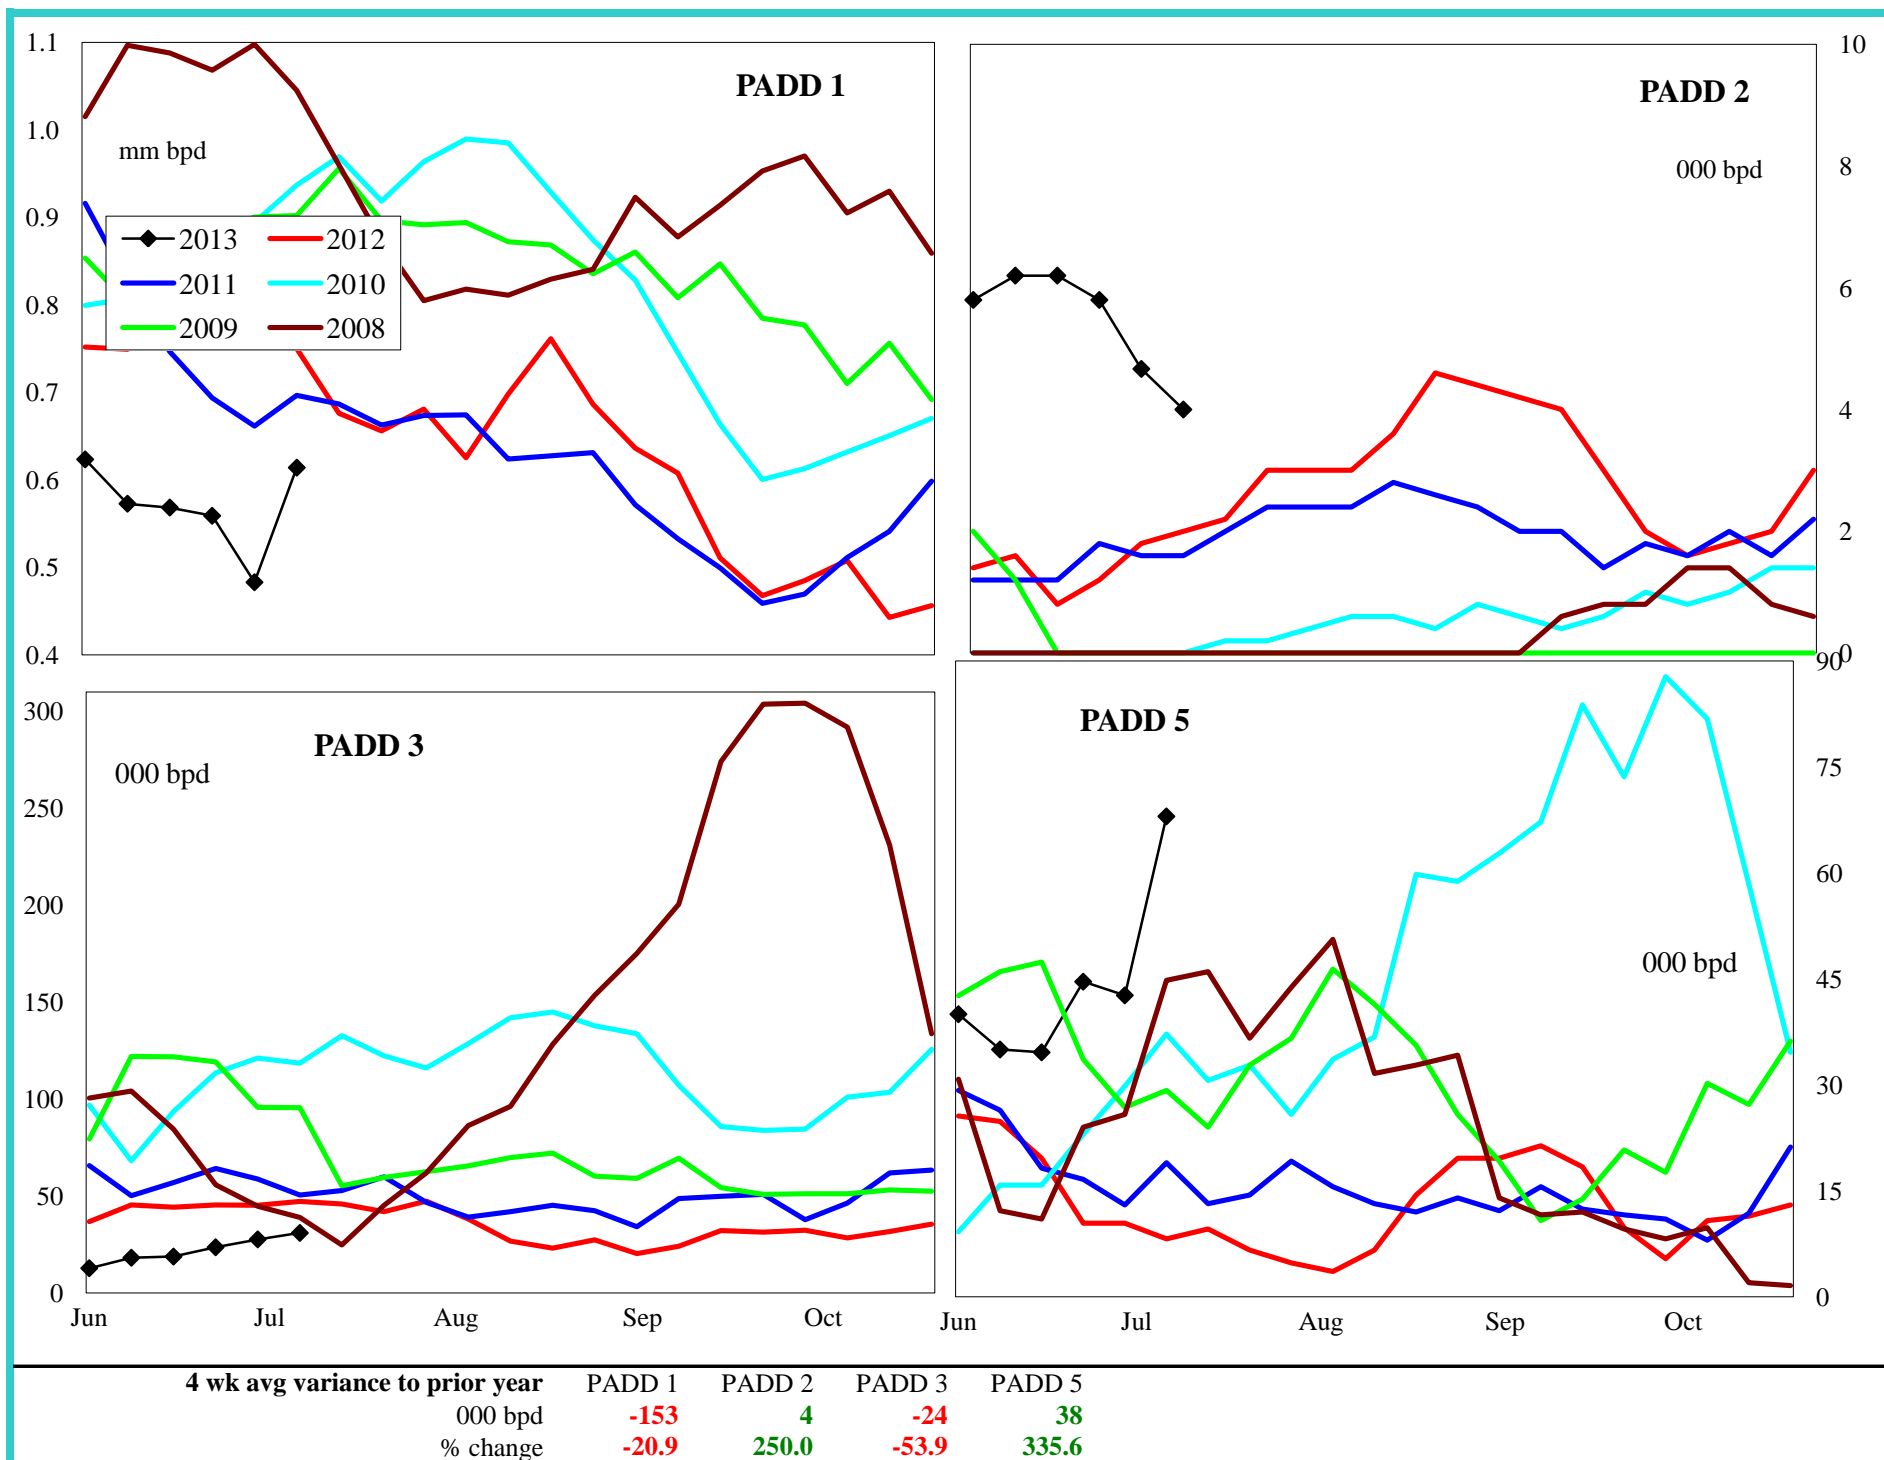 1.1
1.0
0.9
0.8
0.7
0.6
0.5
0.4
PADD 1
mm bpd
2013 2012
2011 2010
2009 2008
PADD 2
000 bpd
10
8
6
4
2
0
300
250
200
150
100
50
0
PADD 3
000 bpd
Jun Jul Aug Sep Oct
PADD 5
000 bpd
90
75
60
45
30
15
0
Jun Jul Aug Sep Oct
4 wk avg variance to prior year PADD 1 PADD 2 PADD 3 PADD 5
000 bpd -153 4 -24 38
% change -20.9 250.0 -53.9 335.6